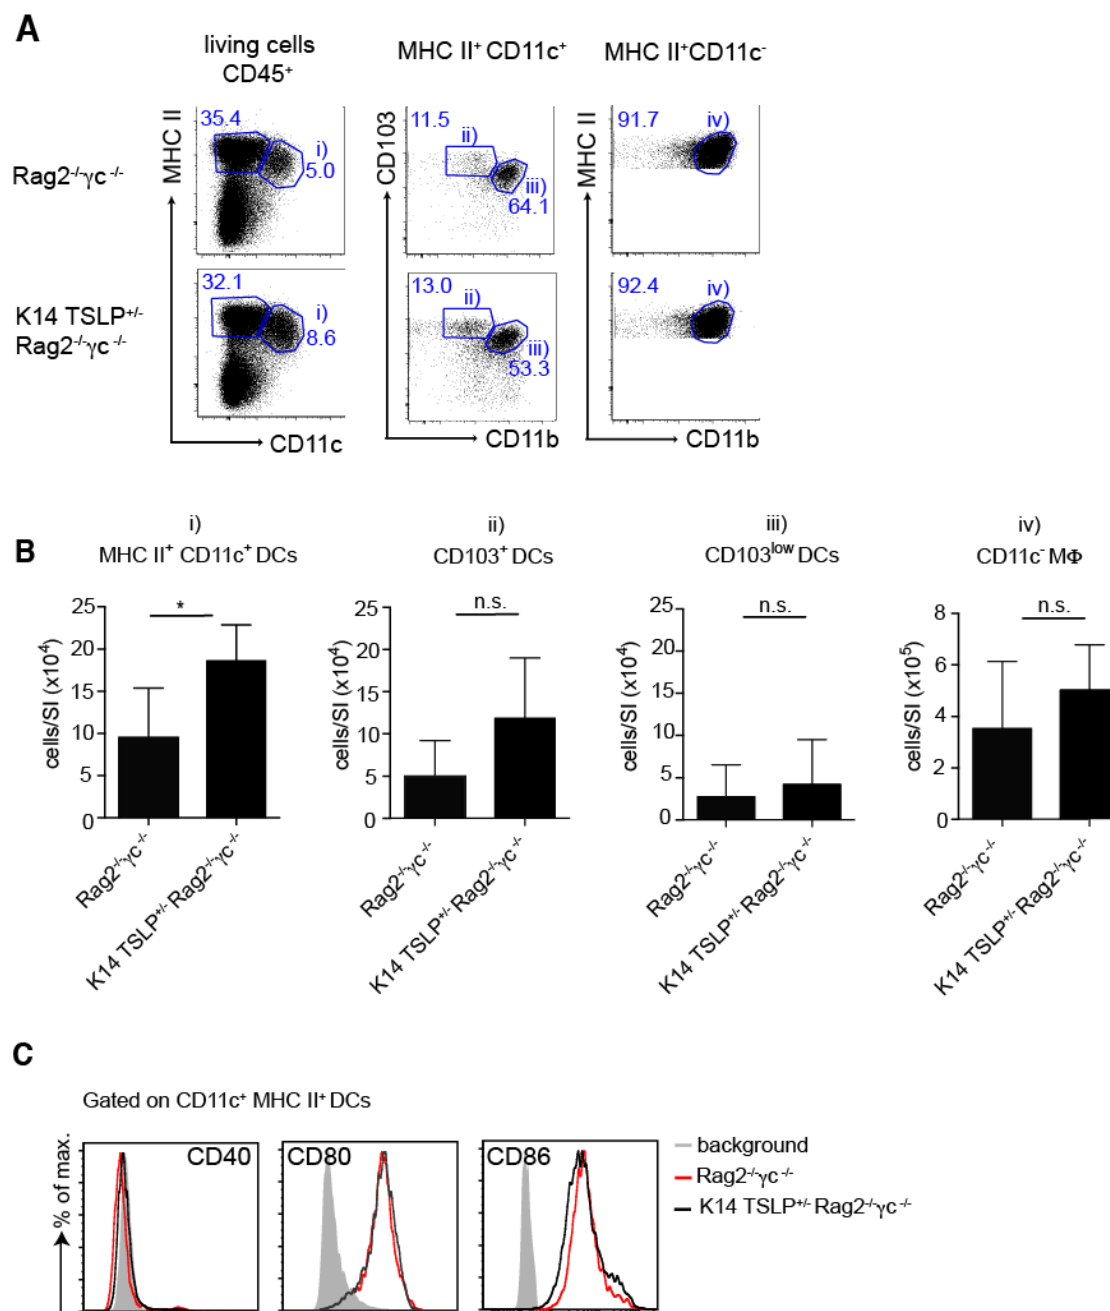 A
living cells
CD45⁺
MHC II⁺ CD11c⁺
MHC II⁺CD11c⁻
Rag2⁻/⁻γc⁻/⁻
MHC II
35.4
i)
5.0
CD103
11.5
ii)
iii)
64.1
MHC II
91.7
iv)
K14 TSLP⁺/⁻
Rag2⁻/⁻γc⁻/⁻
32.1
i)
8.6
13.0
ii)
iii)
53.3
92.4
iv)
CD11c
CD11b
CD11b
B
i)
MHC II⁺ CD11c⁺ DCs
ii)
CD103⁺ DCs
iii)
CD103ˡᵒʷ DCs
iv)
CD11c⁻ MΦ
cells/SI (x10⁴)
25
20
15
10
5
0
*
Rag2⁻/⁻γc⁻/⁻
K14 TSLP⁺/⁻ Rag2⁻/⁻γc⁻/⁻
cells/SI (x10⁴)
25
20
15
10
5
0
n.s.
Rag2⁻/⁻γc⁻/⁻
K14 TSLP⁺/⁻ Rag2⁻/⁻γc⁻/⁻
cells/SI (x10⁴)
25
20
15
10
5
0
n.s.
Rag2⁻/⁻γc⁻/⁻
K14 TSLP⁺/⁻ Rag2⁻/⁻γc⁻/⁻
cells/SI (x10⁵)
8
6
4
2
0
n.s.
Rag2⁻/⁻γc⁻/⁻
K14 TSLP⁺/⁻ Rag2⁻/⁻γc⁻/⁻
C
Gated on CD11c⁺ MHC II⁺ DCs
% of max.
CD40
CD80
CD86
background
Rag2⁻/⁻γc⁻/⁻
K14 TSLP⁺/⁻ Rag2⁻/⁻γc⁻/⁻